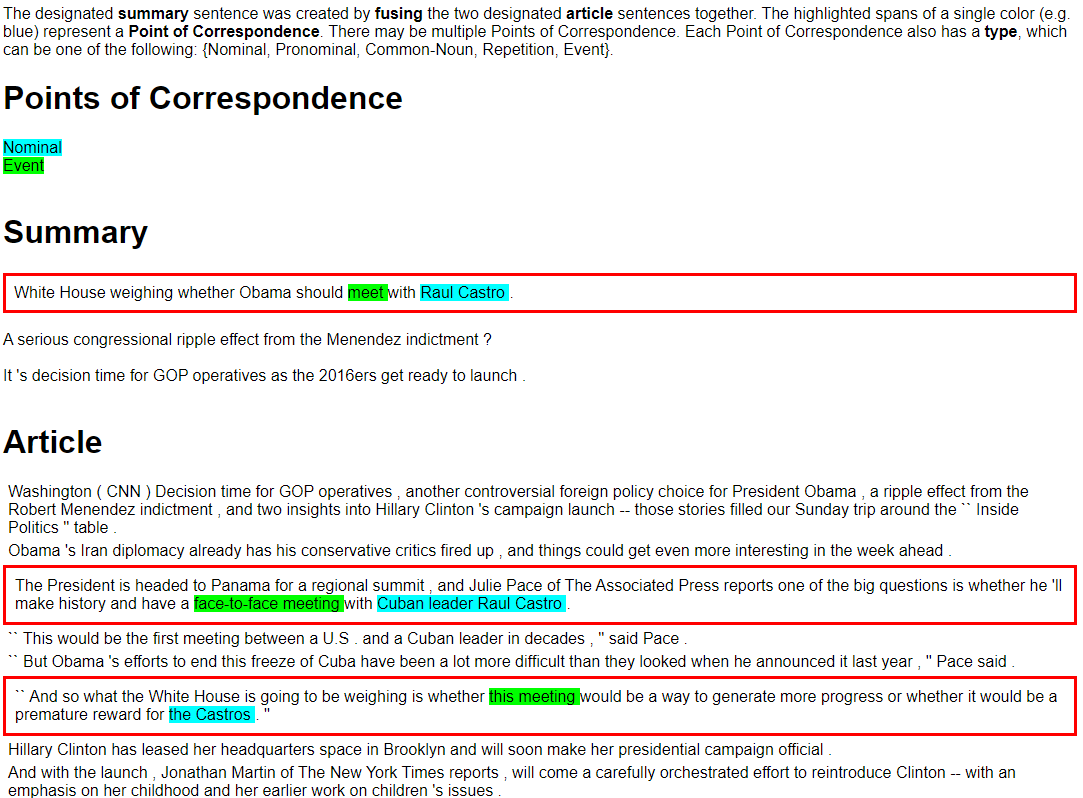 The designated summary sentence was created by fusing the two designated article sentences together. The highlighted spans of a single color (e.g.
blue) represent a Point of Correspondence. There may be multiple Points of Correspondence. Each Point of Correspondence also has a type, which
can be one of the following: {Nominal, Pronominal, Common-Noun, Repetition, Event}.
Points of Correspondence
Nominal
Event
Summary
White House weighing whether Obama should meet with Raul Castro .
A serious congressional ripple effect from the Menendez indictment ?
It 's decision time for GOP operatives as the 2016ers get ready to launch .
Article
Washington ( CNN ) Decision time for GOP operatives , another controversial foreign policy choice for President Obama , a ripple effect from the
Robert Menendez indictment , and two insights into Hillary Clinton 's campaign launch -- those stories filled our Sunday trip around the `` Inside
Politics '' table .
Obama 's Iran diplomacy already has his conservative critics fired up , and things could get even more interesting in the week ahead .
The President is headed to Panama for a regional summit , and Julie Pace of The Associated Press reports one of the big questions is whether he 'll
make history and have a face-to-face meeting with Cuban leader Raul Castro .
`` This would be the first meeting between a U.S . and a Cuban leader in decades , '' said Pace .
`` But Obama 's efforts to end this freeze of Cuba have been a lot more difficult than they looked when he announced it last year , '' Pace said .
`` And so what the White House is going to be weighing is whether this meeting would be a way to generate more progress or whether it would be a
premature reward for the Castros . ''
Hillary Clinton has leased her headquarters space in Brooklyn and will soon make her presidential campaign official .
And with the launch , Jonathan Martin of The New York Times reports , will come a carefully orchestrated effort to reintroduce Clinton -- with an
emphasis on her childhood and her earlier work on children 's issues .